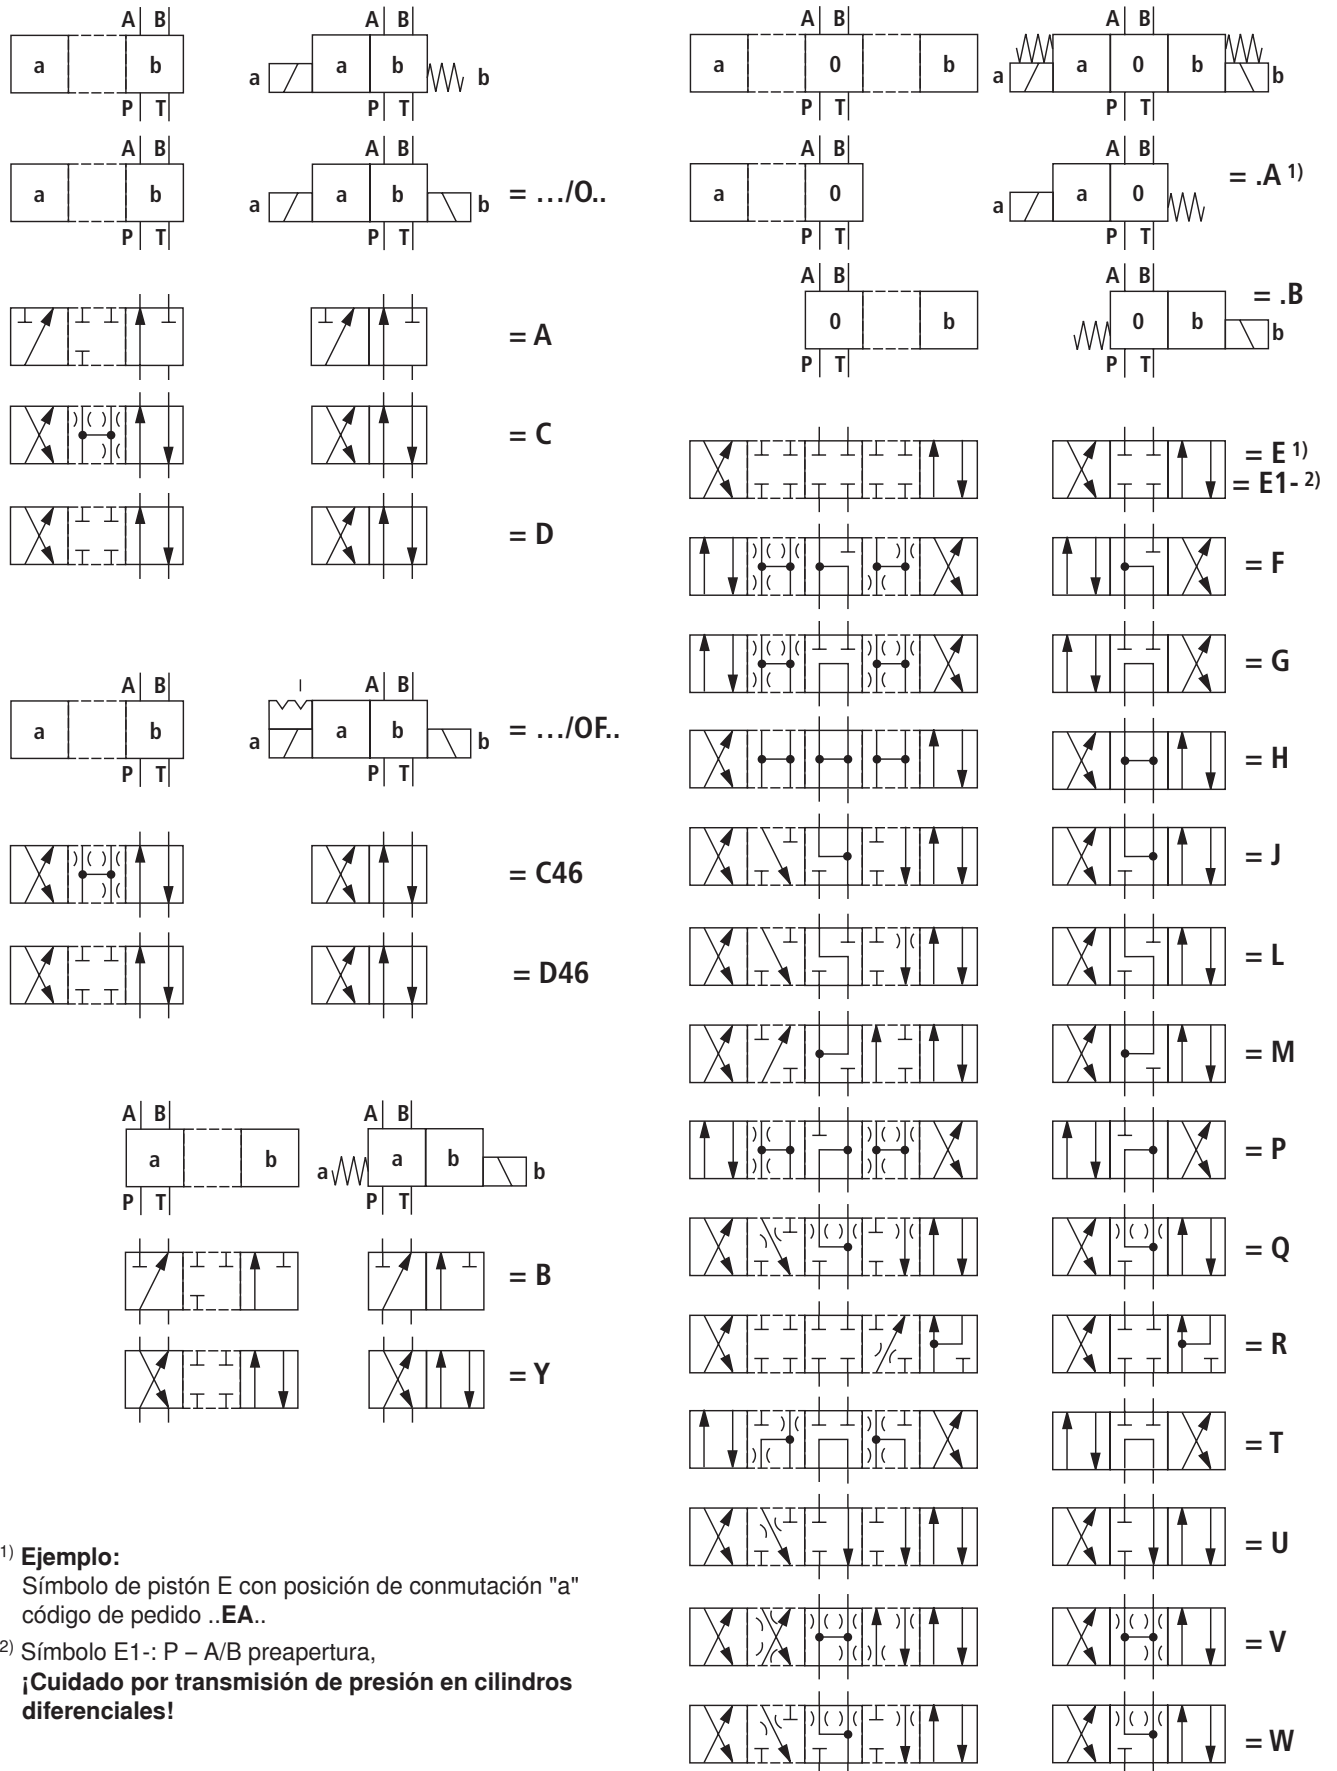 A B
a b
P T
A B
a a b b
P T
A B
a b
P T
A B
a a b b = .../O..
P T
= A
= C
= D
A B
a b
P T
I
A B
a a b b = .../OF..
P T
= C46
= D46
A B
a b
P T
A B
a a b b
P T
= B
= Y
1) Ejemplo:
Símbolo de pistón E con posición de conmutación "a"
código de pedido ..EA..
2) Símbolo E1-: P – A/B preapertura,
¡Cuidado por transmisión de presión en cilindros
diferenciales!
A B
a 0 b
P T
A B
a a 0 b b
P T
A B
a 0
P T
A B
a a 0 = .A 1)
P T
A B
0 b
P T
A B
0 b b = .B
P T
= E 1)
= E1- 2)
= F
= G
= H
= J
= L
= M
= P
= Q
= R
= T
= U
= V
= W